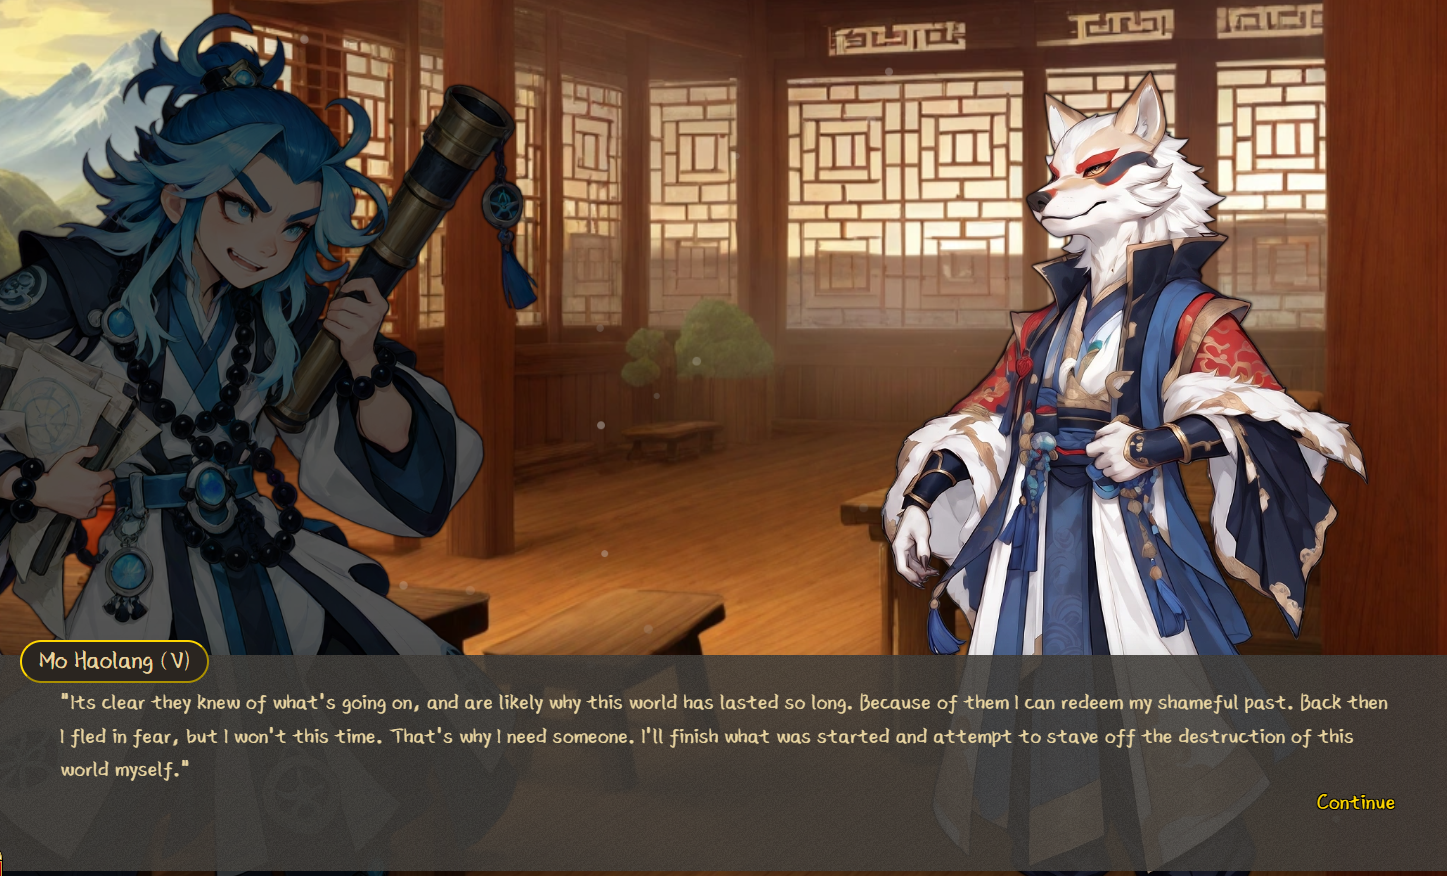 Mo Haolang (V)
"Its clear they knew of what's going on, and are likely why this world has lasted so long. Because of them I can redeem my shameful past. Back then
I fled in fear, but I won't this time. That's why I need someone. I'll finish what was started and attempt to stave off the destruction of this
world myself."
Continue